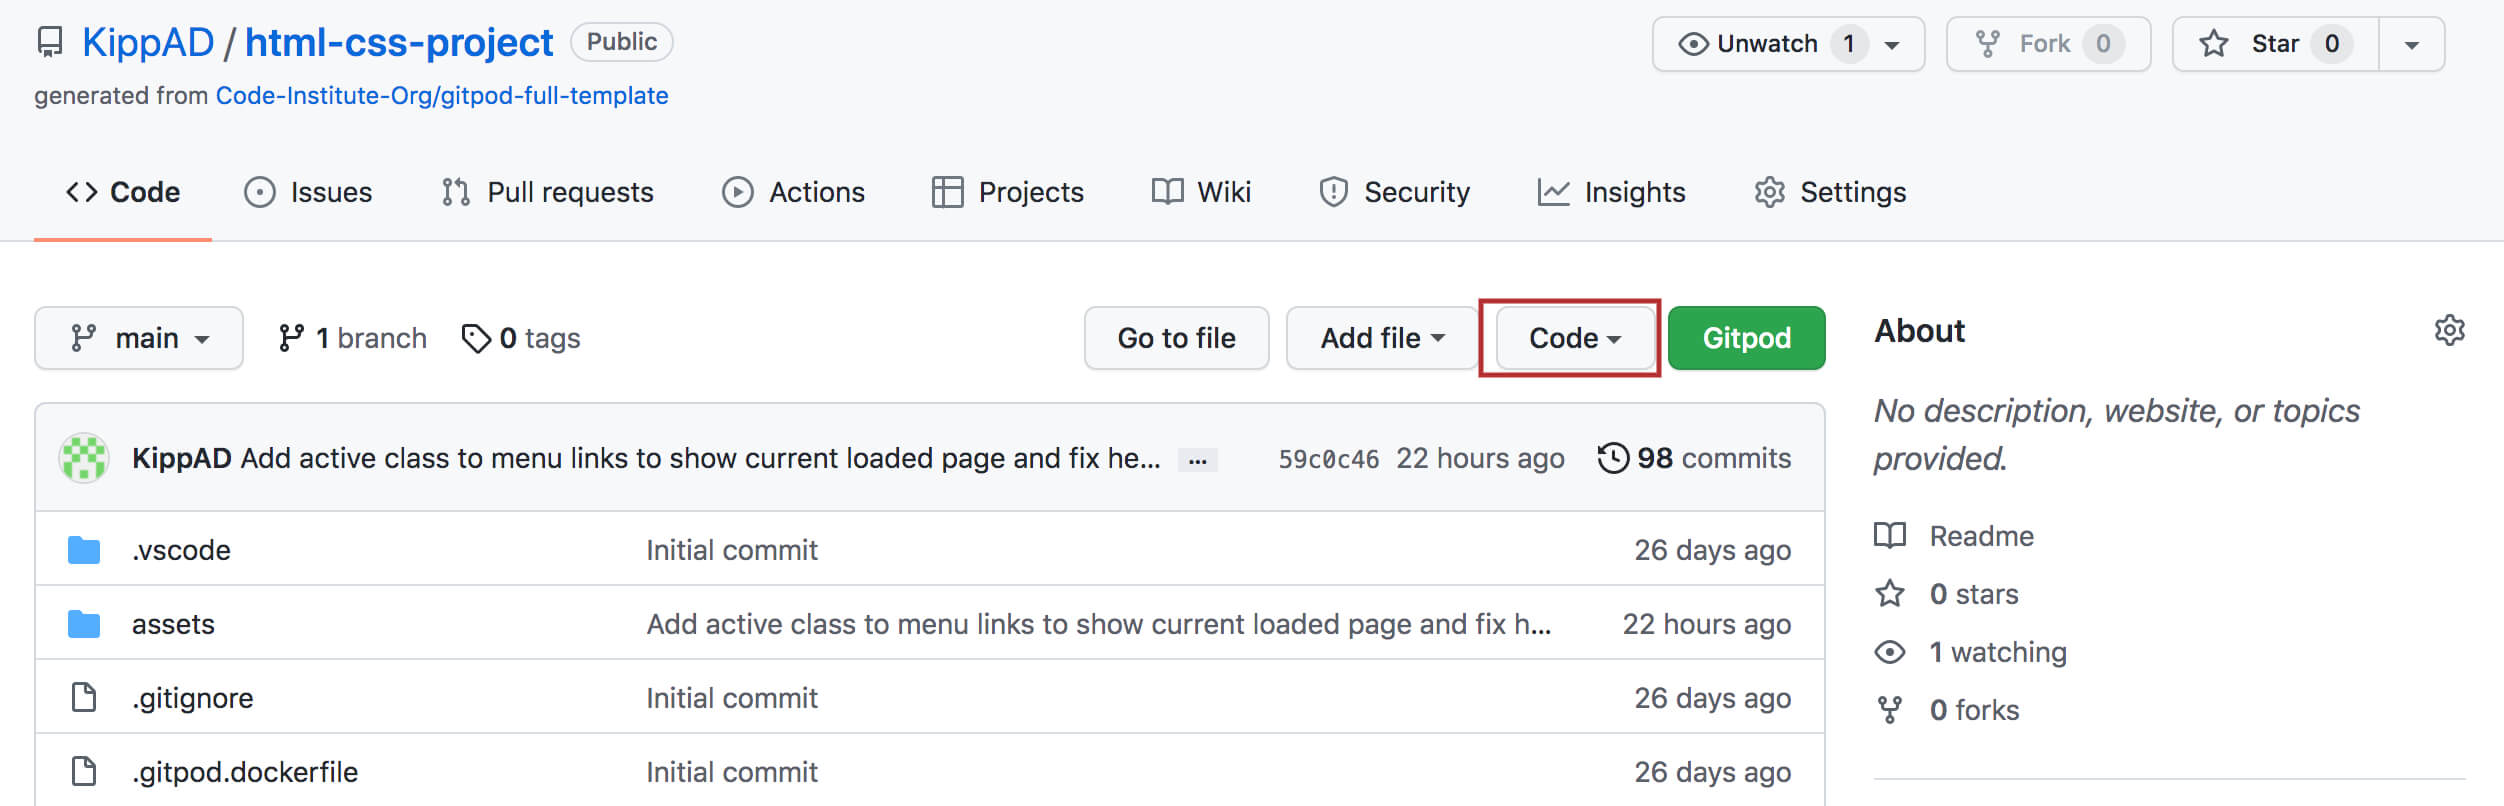 KippAD / html-css-project Public Unwatch 1 Fork 0 Star 0
generated from Code-Institute-Org/gitpod-full-template
Code Issues Pull requests Actions Projects Wiki Security Insights Settings
main 1 branch 0 tags Go to file Add file Code Gitpod
KippAD Add active class to menu links to show current loaded page and fix he... ... 59c0c46 22 hours ago 98 commits
.vscode Initial commit 26 days ago
assets Add active class to menu links to show current loaded page and fix h... 22 hours ago
.gitignore Initial commit 26 days ago
.gitpod.dockerfile Initial commit 26 days ago
About
No description, website, or topics
provided.
Readme
0 stars
1 watching
0 forks